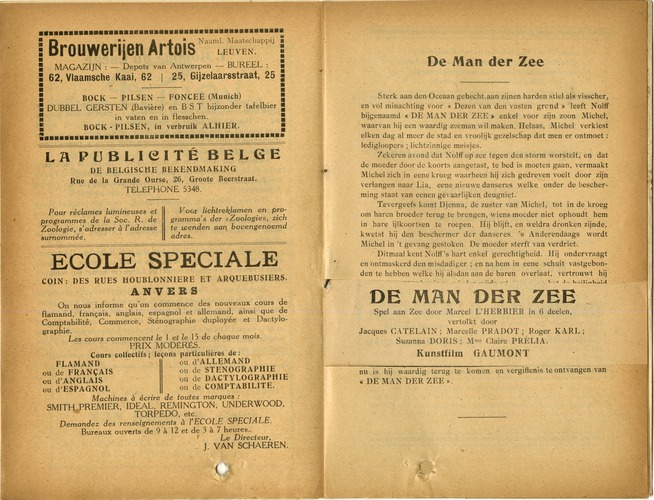 Brouwerijen Artois Naaml. Maatschappij
LEUVEN.
MAGAZIJN : — Depots van Antwerpen — BUREEL :
62, Vlaamsche Kaai, 62 | 25, Gijzelaarsstraat, 25
BOCK — PILSEN — FONCEÉ (Munich)
DUBBEL GERSTEN (Bavière) en B S T bijzonder tafelbier
in vaten en in flesschen.
BOCK - PILSEN, in verbruik ALHIER.
LA PUBLICITÉ BELGE
DE BELGISCHE BEKENDMAKING
Rue de la Grande Ourse, 26, Groote Beerstraat.
TELEPHONE 5348.
Pour réclames lumineuses et
programmes de la Soc. R. de
Zoologie, s'adresser à l'adresse
surnommée.
Voor lichtreklamen en pro-
gramma's der «Zoologie», zich
te wenden aan bovengenoemd
adres.
ECOLE SPECIALE
COIN : DES RUES HOUBLONNIERE ET ARQUEBUSIERS.
ANVERS
On nous informe qu'on commence des nouveaux cours de
flamand, français, anglais, espagnol et allemand, ainsi que de
Comptabilité, Commerce, Sténographie duployée et Dactylo-
graphie.
Les cours commencent le 1 et le 15 de chaque mois.
PRIX MODÉRÉS.
Cours collectifs ; leçons particulières de :
FLAMAND
ou de FRANÇAIS
ou d'ANGLAIS
ou d'ESPAGNOL
ou d'ALLEMAND
ou de STENOGRAPHIE
ou de DACTYLOGRAPHIE
ou de COMPTABILITE.
Machines à écrire de toutes marques :
SMITH PREMIER, IDEAL, REMINGTON, UNDERWOOD,
TORPEDO, etc.
Demandez des renseignements à l'ECOLE SPECIALE.
Bureaux ouverts de 9 à 12 et de 3 à 7 heures.
Le Directeur,
J. VAN SCHAEREN.
De Man der Zee
Sterk aan den Oceaan gehecht, aan zijnen harden stiel als visscher,
en vol minachting voor « Dezen van den vasten grond » leeft Nolff
bijgenaamd « DE MAN DER ZEE » enkel voor zijn zoon Michel,
waarvan hij een waardig zeeman wil maken. Helaas, Michel verkiest
elken dag al meer de stad en vroolijk gezelschap dat men er ontmoet :
ledigloopers ; lichtzinnige meisjes.
Zekeren avond dat Nolff op zee tegen den storm worstelt, en dat
de moeder door de koorts aangetast, te bed is moeten gaan, vermaakt
Michel zich in eene kroeg waarheen hij zich gedreven voelt door zijn
verlangen naar Lia, eene nieuwe danseres welke onder de bescher-
ming staat van eenen gevaarlijken deugniet.
Tevergeefs komt Djenna, de zuster van Michel, tot in de kroeg
om haren broeder terug te brengen, wiens moeder niet ophoudt hem
in hare ijlkoortsen te roepen. Hij blijft, en weldra dronken zijnde,
kwetst hij den beschermer der danseres. 's Anderendaags wordt
Michel in 't gevang gestoken. De moeder sterft van verdriet.
Ditmaal kent Nolff's hart enkel gerechtigheid. Hij ondervraagt
en ontmaskerd den misdadiger ; en na hem in eene schuit vastgebon-
den te hebben welke hij alsdan aan de baren overlaat, vertrouwt hij
DE MAN DER ZEE
Spel aan Zee door Marcel L'HERBIER in 6 deelen,
vertolkt door
Jacques CATELAIN ; Marcelle PRADOT ; Roger KARL ;
Suzanna DORIS ; Mme Claire PRÉLIA.
Kunstfilm GAUMONT
nu is hij waardig terug te komen en vergiffenis te ontvangen van
« DE MAN DER ZEE ».